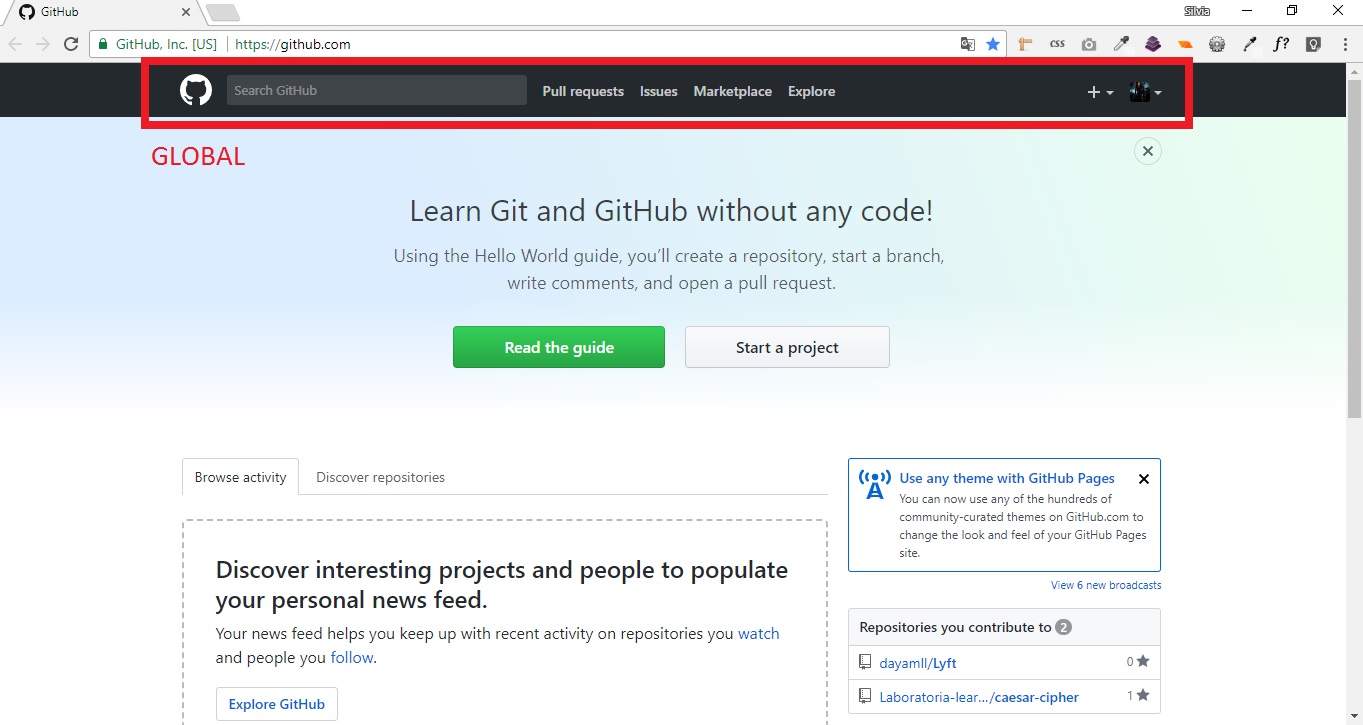 GitHub
Silvia
GitHub, Inc. [US]
https://github.com
css
f?
Search GitHub
Pull requests
Issues
Marketplace
Explore
GLOBAL
Learn Git and GitHub without any code!
Using the Hello World guide, you’ll create a repository, start a branch,
write comments, and open a pull request.
Read the guide
Start a project
Browse activity
Discover repositories
Discover interesting projects and people to populate
your personal news feed.
Your news feed helps you keep up with recent activity on repositories you watch
and people you follow.
Explore GitHub
Use any theme with GitHub Pages
You can now use any of the hundreds of
community-curated themes on GitHub.com to
change the look and feel of your GitHub Pages
site.
View 6 new broadcasts
Repositories you contribute to 2
dayamll/Lyft
0
Laboratoria-lear…/caesar-cipher
1